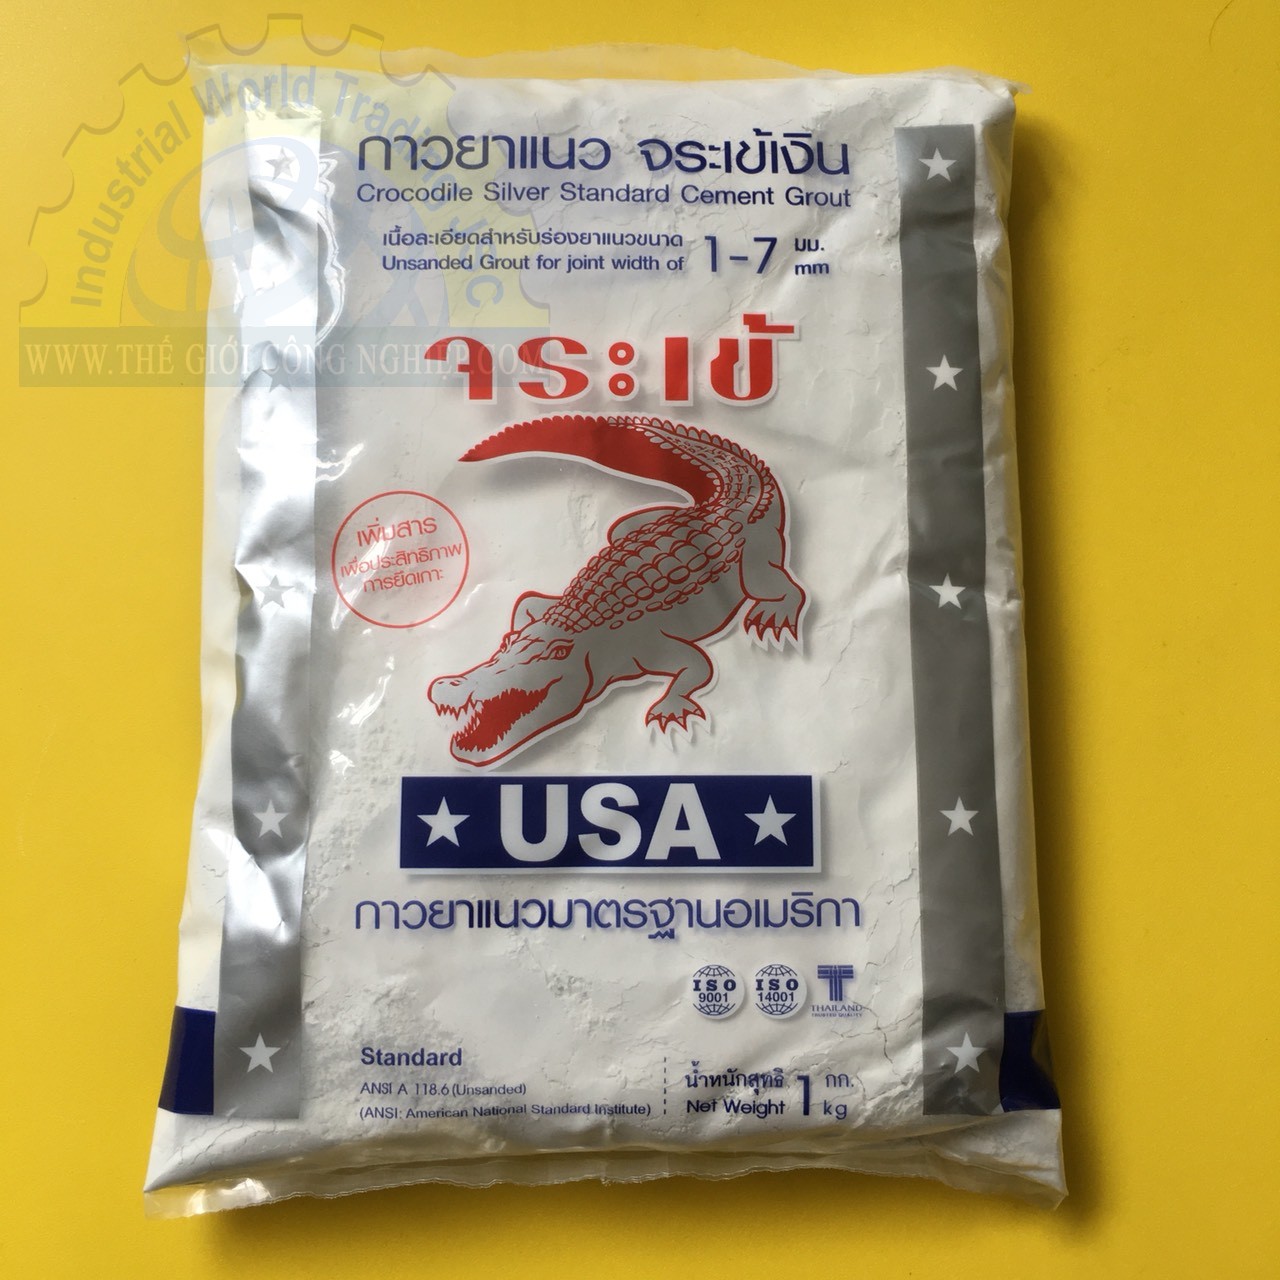 Industrial World Trading J.S.C
WWW.THẾ GIỚI CÔNG NGHIỆP.COM
กาวยาแนว จระเข้เงิน
Crocodile Silver Standard Cement Grout
เนื้อละเอียดสำหรับร่องยาแนวขนาด 1-7 มม.
Unsanded Grout for joint width of mm
จระเข้
เพิ่มสาร
เพื่อประสิทธิภาพ
การยึดเกาะ
USA
กาวยาแนวมาตรฐานอเมริกา
ISO
9001
ISO
14001
THAILAND
TRUSTED QUALITY
Standard
ANSI A 118.6 (Unsanded)
(ANSI: American National Standard Institute)
น้ำหนักสุทธิ 1 กก.
Net Weight kg